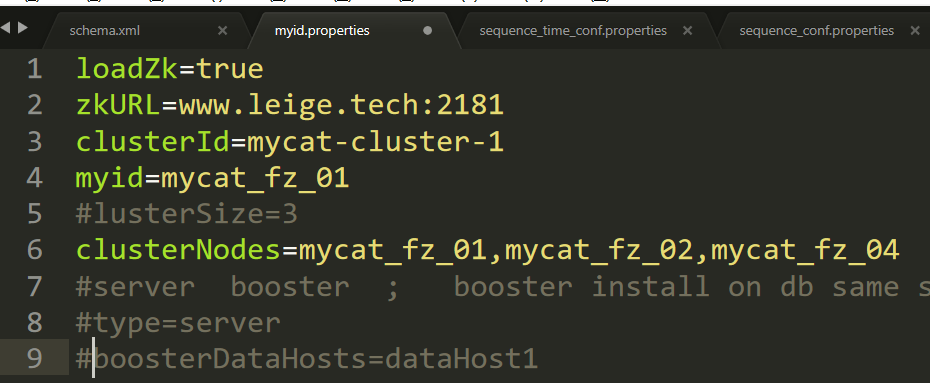 schema.xml myid.properties sequence_time_conf.properties sequence_conf.properties
1 loadZk=true
2 zkURL=www.leige.tech:2181
3 clusterId=mycat-cluster-1
4 myid=mycat_fz_01
5 #lusterSize=3
6 clusterNodes=mycat_fz_01,mycat_fz_02,mycat_fz_04
7 #server booster ; booster install on db same s
8 #type=server
9 #boosterDataHosts=dataHost1